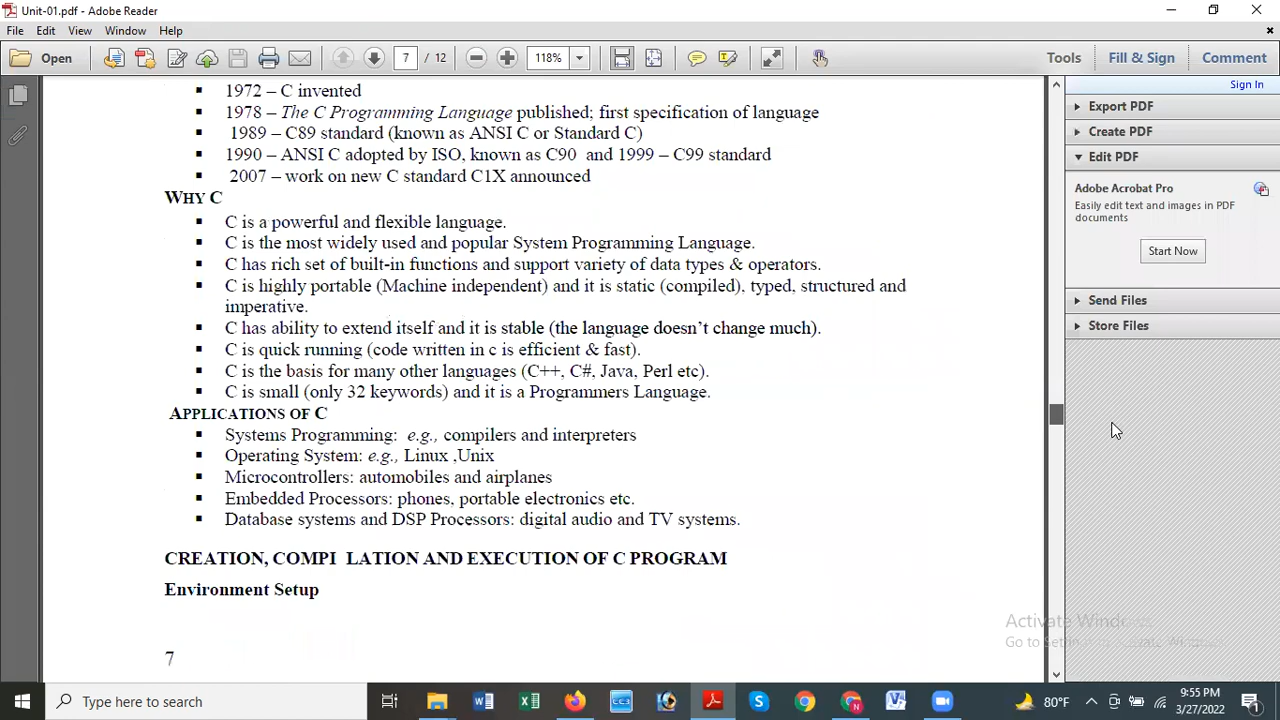 Unit-01.pdf - Adobe Reader
File Edit View Window Help
Open 7 / 12 118% Tools Fill & Sign Comment
Sign In
▪ 1972 – C invented
▪ 1978 – The C Programming Language published; first specification of language
▪ 1989 – C89 standard (known as ANSI C or Standard C)
▪ 1990 – ANSI C adopted by ISO, known as C90 and 1999 – C99 standard
▪ 2007 – work on new C standard C1X announced
WHY C
▪ C is a powerful and flexible language.
▪ C is the most widely used and popular System Programming Language.
▪ C has rich set of built-in functions and support variety of data types & operators.
▪ C is highly portable (Machine independent) and it is static (compiled), typed, structured and
imperative.
▪ C has ability to extend itself and it is stable (the language doesn’t change much).
▪ C is quick running (code written in c is efficient & fast).
▪ C is the basis for many other languages (C++, C#, Java, Perl etc).
▪ C is small (only 32 keywords) and it is a Programmers Language.
APPLICATIONS OF C
▪ Systems Programming: e.g., compilers and interpreters
▪ Operating System: e.g., Linux ,Unix
▪ Microcontrollers: automobiles and airplanes
▪ Embedded Processors: phones, portable electronics etc.
▪ Database systems and DSP Processors: digital audio and TV systems.
CREATION, COMPI LATION AND EXECUTION OF C PROGRAM
Environment Setup
7
Export PDF
Create PDF
Edit PDF
Adobe Acrobat Pro
Easily edit text and images in PDF
documents
Start Now
Send Files
Store Files
Activate Windows
Go to Settings to activate Windows.
Type here to search
80°F
9:55 PM
3/27/2022